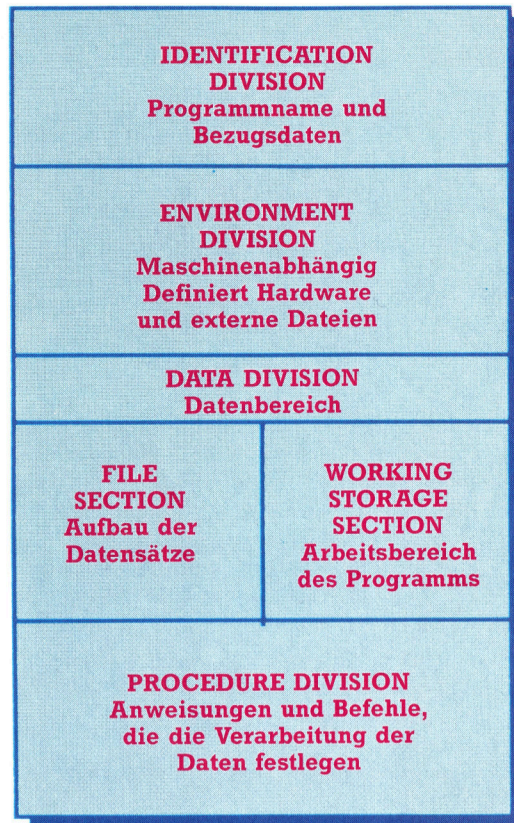 IDENTIFICATION
DIVISION
Programmname und
Bezugsdaten
ENVIRONMENT
DIVISION
Maschinenabhängig
Definiert Hardware
und externe Dateien
DATA DIVISION
Datenbereich
FILE
SECTION
Aufbau der
Datensätze
WORKING
STORAGE
SECTION
Arbeitsbereich
des Programms
PROCEDURE DIVISION
Anweisungen und Befehle,
die die Verarbeitung der
Daten festlegen